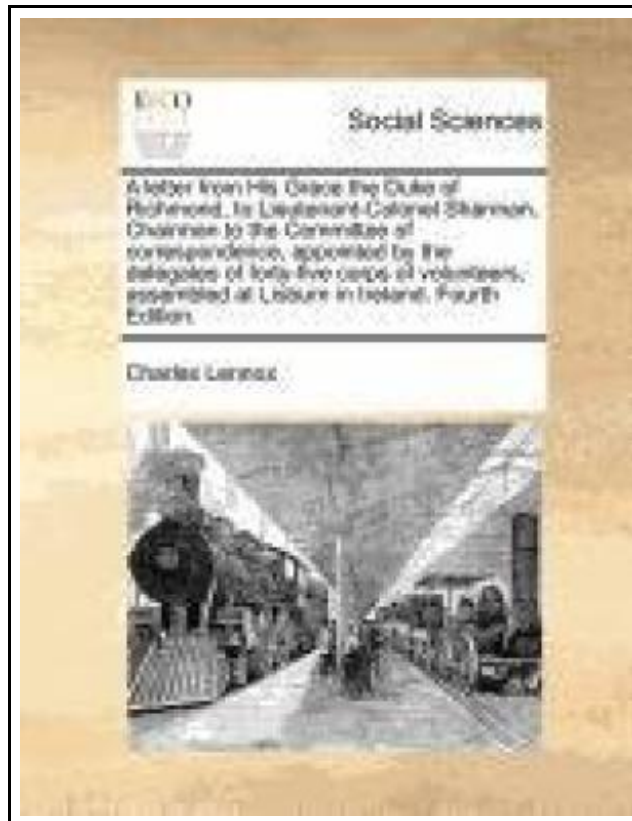 ECCO
Social Sciences
A letter from His Grace the Duke of
Richmond, to Lieutenant-Colonel Sharman,
Chairman to the Committee of
correspondence, appointed by the
delegates of forty-five corps of volunteers,
assembled at Lisburn in Ireland. Fourth
Edition.
Charles Lennox